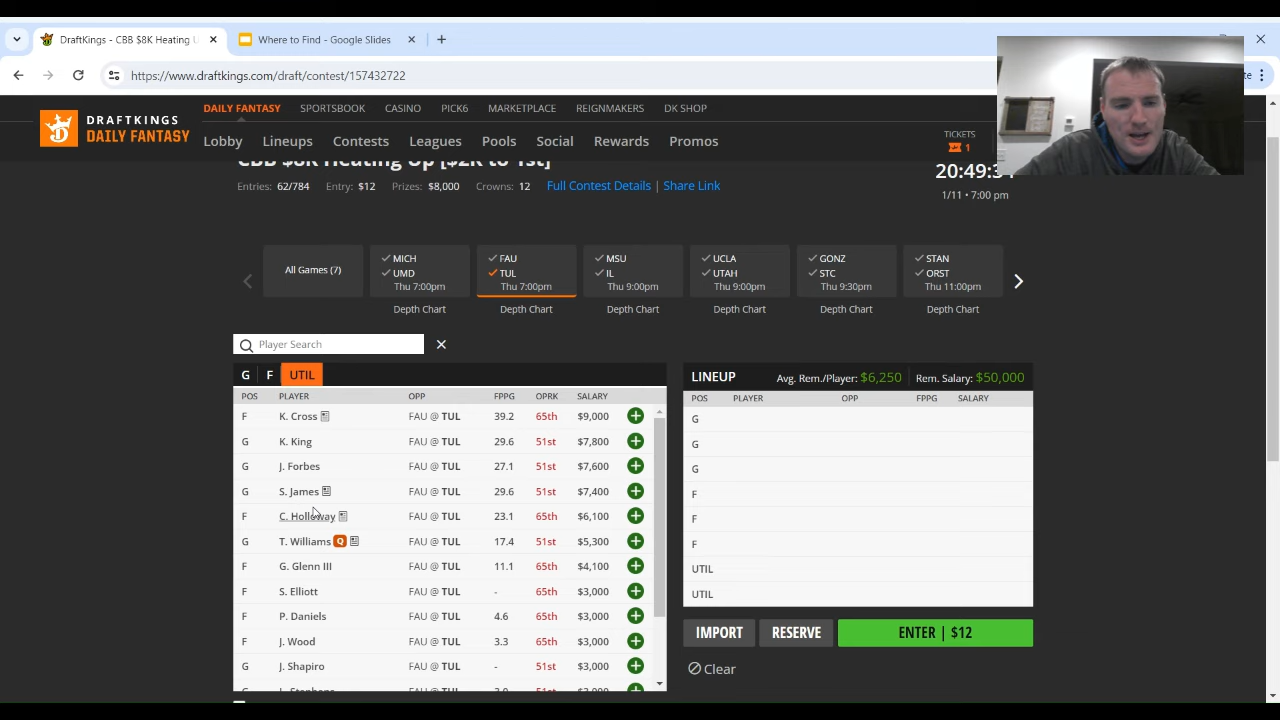 DraftKings - CBB $8K Heating U
Where to Find - Google Slides
https://www.draftkings.com/draft/contest/157432722
DRAFTKINGS
DAILY FANTASY
DAILY FANTASY SPORTSBOOK CASINO PICK6 MARKETPLACE REIGNMAKERS DK SHOP
Lobby Lineups Contests Leagues Pools Social Rewards Promos
TICKETS
1
CBB $8K Heating Up [$2K to 1st]
Entries: 62/784 Entry: $12 Prizes: $8,000 Crowns: 12 Full Contest Details | Share Link
1/11 • 7:00 pm
All Games (7)
MICH
UMD
Thu 7:00pm
Depth Chart
FAU
TUL
Thu 7:00pm
Depth Chart
MSU
IL
Thu 9:00pm
Depth Chart
UCLA
UTAH
Thu 9:00pm
Depth Chart
GONZ
STC
Thu 9:30pm
Depth Chart
STAN
ORST
Thu 11:00pm
Depth Chart
Player Search
G F UTIL
POS PLAYER OPP FPPG OPRK SALARY
F K. Cross FAU @ TUL 39.2 65th $9,000
G K. King FAU @ TUL 29.6 51st $7,800
G J. Forbes FAU @ TUL 27.1 51st $7,600
G S. James FAU @ TUL 29.6 51st $7,400
F C. Holloway FAU @ TUL 23.1 65th $6,100
G T. Williams Q FAU @ TUL 17.4 51st $5,300
F G. Glenn III FAU @ TUL 11.1 65th $4,100
F S. Elliott FAU @ TUL - 65th $3,000
F P. Daniels FAU @ TUL 4.6 65th $3,000
F J. Wood FAU @ TUL 3.3 65th $3,000
G J. Shapiro FAU @ TUL - 51st $3,000
LINEUP Avg. Rem./Player: $6,250 Rem. Salary: $50,000
POS PLAYER OPP FPPG SALARY
G
G
G
F
F
F
UTIL
UTIL
IMPORT RESERVE ENTER | $12
Clear